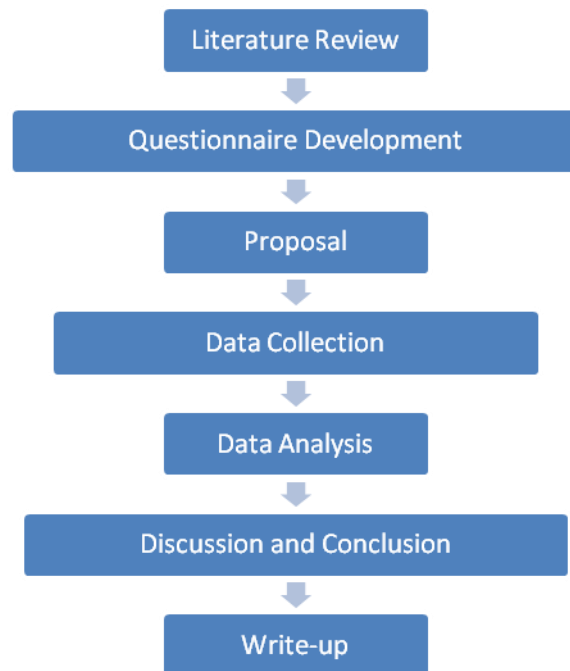 Literature Review
Questionnaire Development
Proposal
Data Collection
Data Analysis
Discussion and Conclusion
Write-up